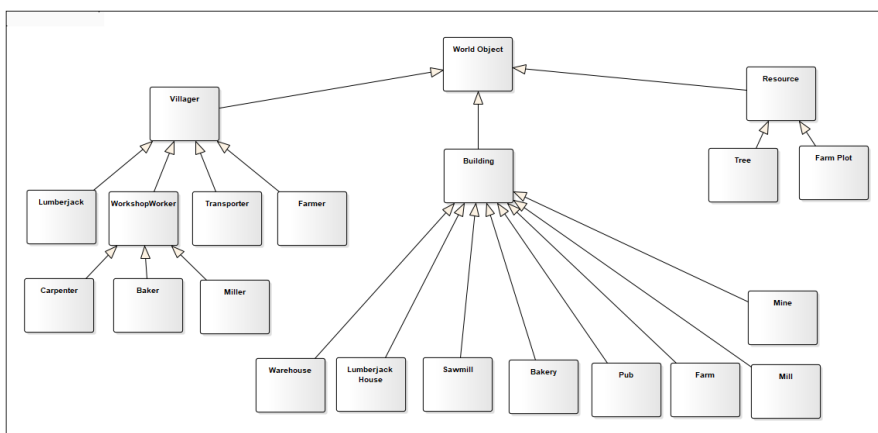 World Object
Villager
Resource
Building
Tree
Farm Plot
Lumberjack
WorkshopWorker
Transporter
Farmer
Carpenter
Baker
Miller
Mine
Warehouse
Lumberjack
House
Sawmill
Bakery
Pub
Farm
Mill